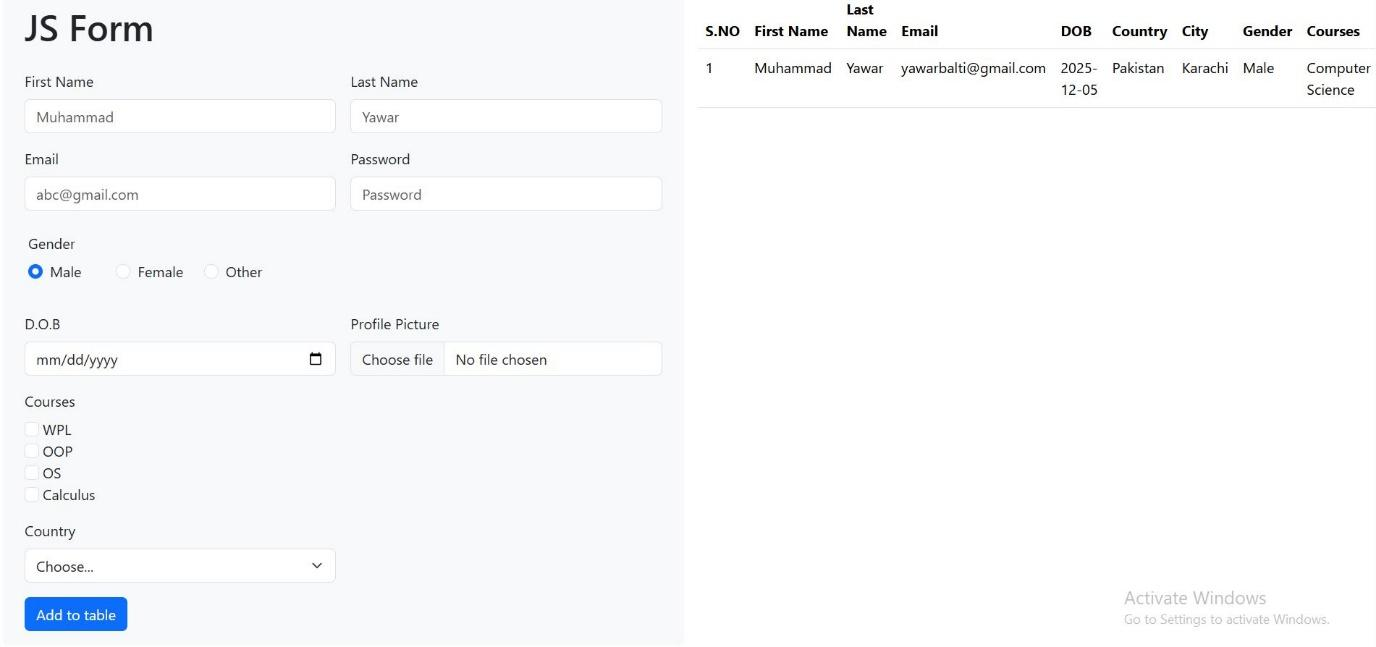 JS Form
First Name
Last Name
Muhammad
Yawar
Email
Password
abc@gmail.com
Password
Gender
Male
Female
Other
D.O.B
Profile Picture
mm/dd/yyyy
Choose file
No file chosen
Courses
WPL
OOP
OS
Calculus
Country
Choose...
Add to table
S.NO First Name Last Name Email DOB Country City Gender Courses
1 Muhammad Yawar yawarbalti@gmail.com 2025-12-05 Pakistan Karachi Male Computer Science
Activate Windows
Go to Settings to activate Windows.